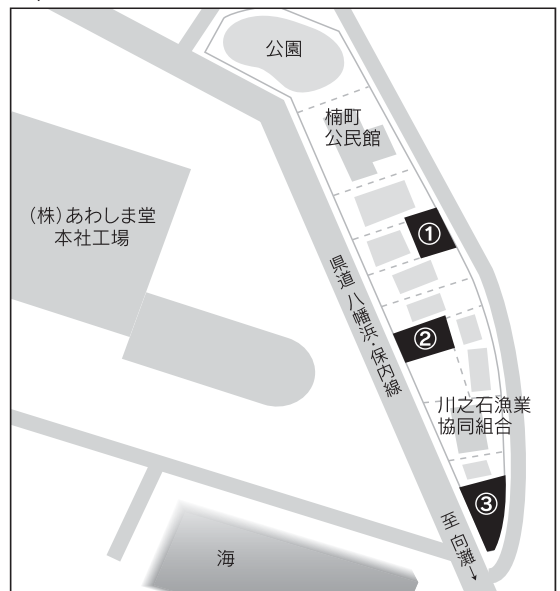 公園
楠町
公民館
(株)あわしま堂
本社工場
①
県道 八幡浜・保内線
②
川之石漁業
協同組合
③
至 向灘→
海